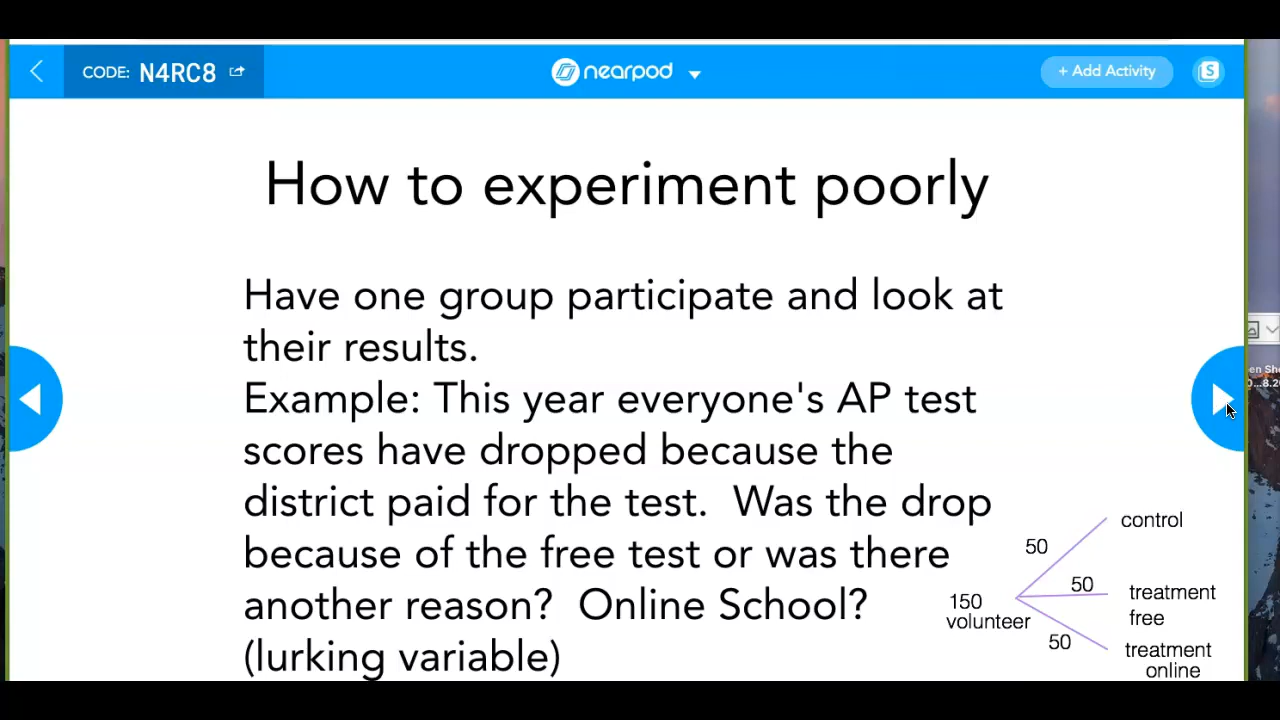 CODE: N4RC8
nearpod
+ Add Activity
S
How to experiment poorly
Have one group participate and look at
their results.
Example: This year everyone's AP test
scores have dropped because the
district paid for the test. Was the drop
because of the free test or was there
another reason? Online School?
(lurking variable)
150
volunteer
50
control
50
treatment
free
50
treatment
online